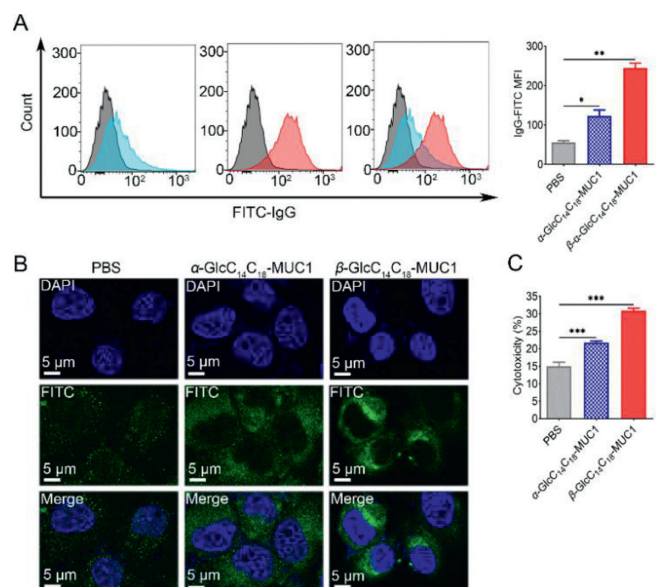 A
300
200
100
0
0 10² 10³
300
200
100
0
0 10² 10³
300
200
100
0
0 10² 10³
Count
FITC-IgG
IgG-FITC MFI
300
200
100
0
*
**
PBS
α-GlcC₁₄C₁₈-MUC1
β-α-GlcC₁₄C₁₈-MUC1
B
PBS α-GlcC₁₄C₁₈-MUC1 β-GlcC₁₄C₁₈-MUC1
DAPI DAPI DAPI
5 µm 5 µm 5 µm
FITC FITC FITC
5 µm 5 µm 5 µm
Merge Merge Merge
5 µm 5 µm 5 µm
C
Cytotoxicity (%)
40
35
30
25
20
15
10
5
0
***
***
PBS
α-GlcC₁₄C₁₈-MUC1
β-GlcC₁₄C₁₈-MUC1